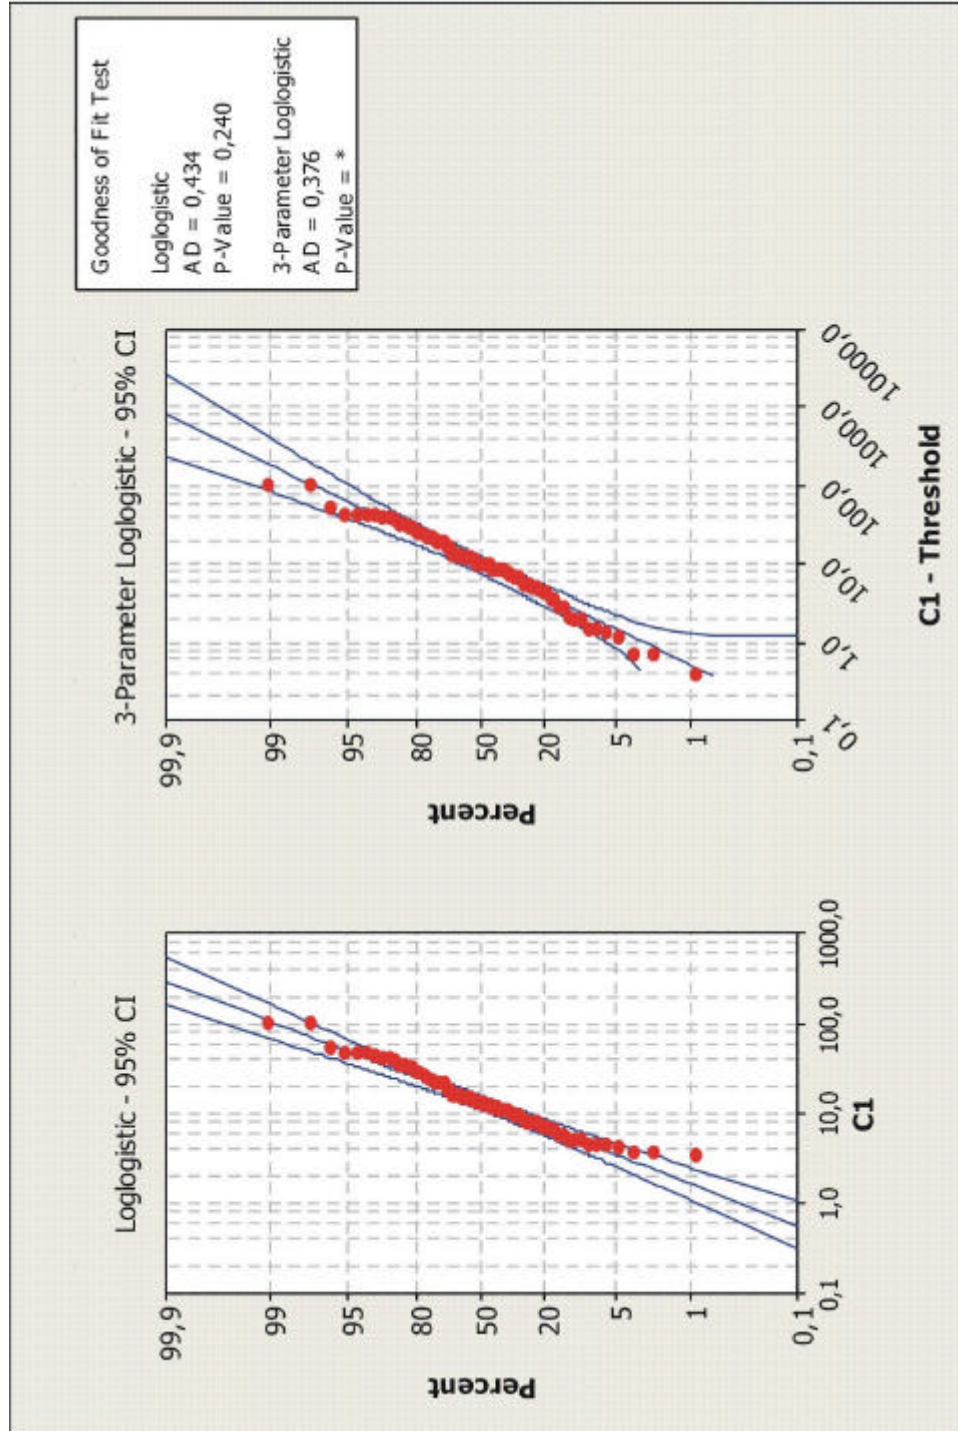 Loglogistic - 95% CI
99,9
99
95
80
50
20
5
1
0,1
Percent
0,1
1,0
10,0
100,0
1000,0
C1
3-Parameter Loglogistic - 95% CI
99,9
99
95
80
50
20
5
1
0,1
Percent
0,1
1,0
10,0
100,0
1000,0
10000,0
C1 - Threshold
Goodness of Fit Test
Loglogistic
AD = 0,434
P-Value = 0,240
3-Parameter Loglogistic
AD = 0,376
P-Value = *